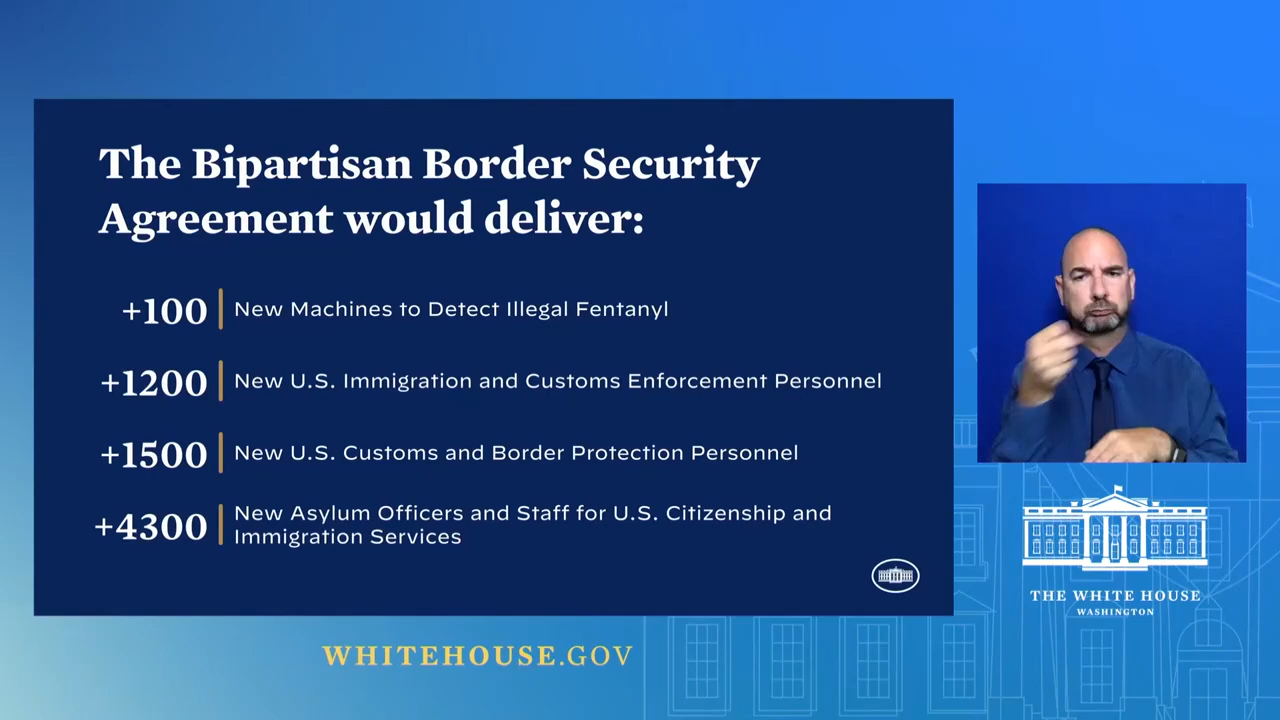 The Bipartisan Border Security
Agreement would deliver:
+100 New Machines to Detect Illegal Fentanyl
+1200 New U.S. Immigration and Customs Enforcement Personnel
+1500 New U.S. Customs and Border Protection Personnel
+4300 New Asylum Officers and Staff for U.S. Citizenship and
Immigration Services
THE WHITE HOUSE
WASHINGTON
WHITEHOUSE.GOV